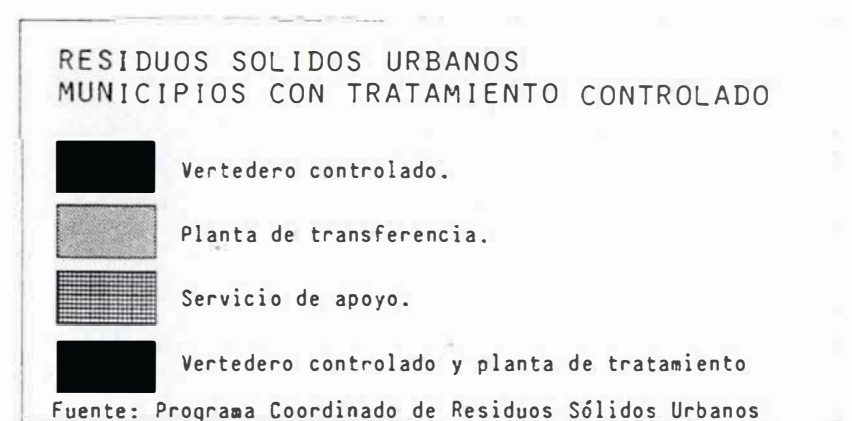 RESIDUOS SOLIDOS URBANOS
MUNICIPIOS CON TRATAMIENTO CONTROLADO
Vertedero controlado.
Planta de transferencia.
Servicio de apoyo.
Vertedero controlado y planta de tratamiento
Fuente: Programa Coordinado de Residuos Sólidos Urbanos